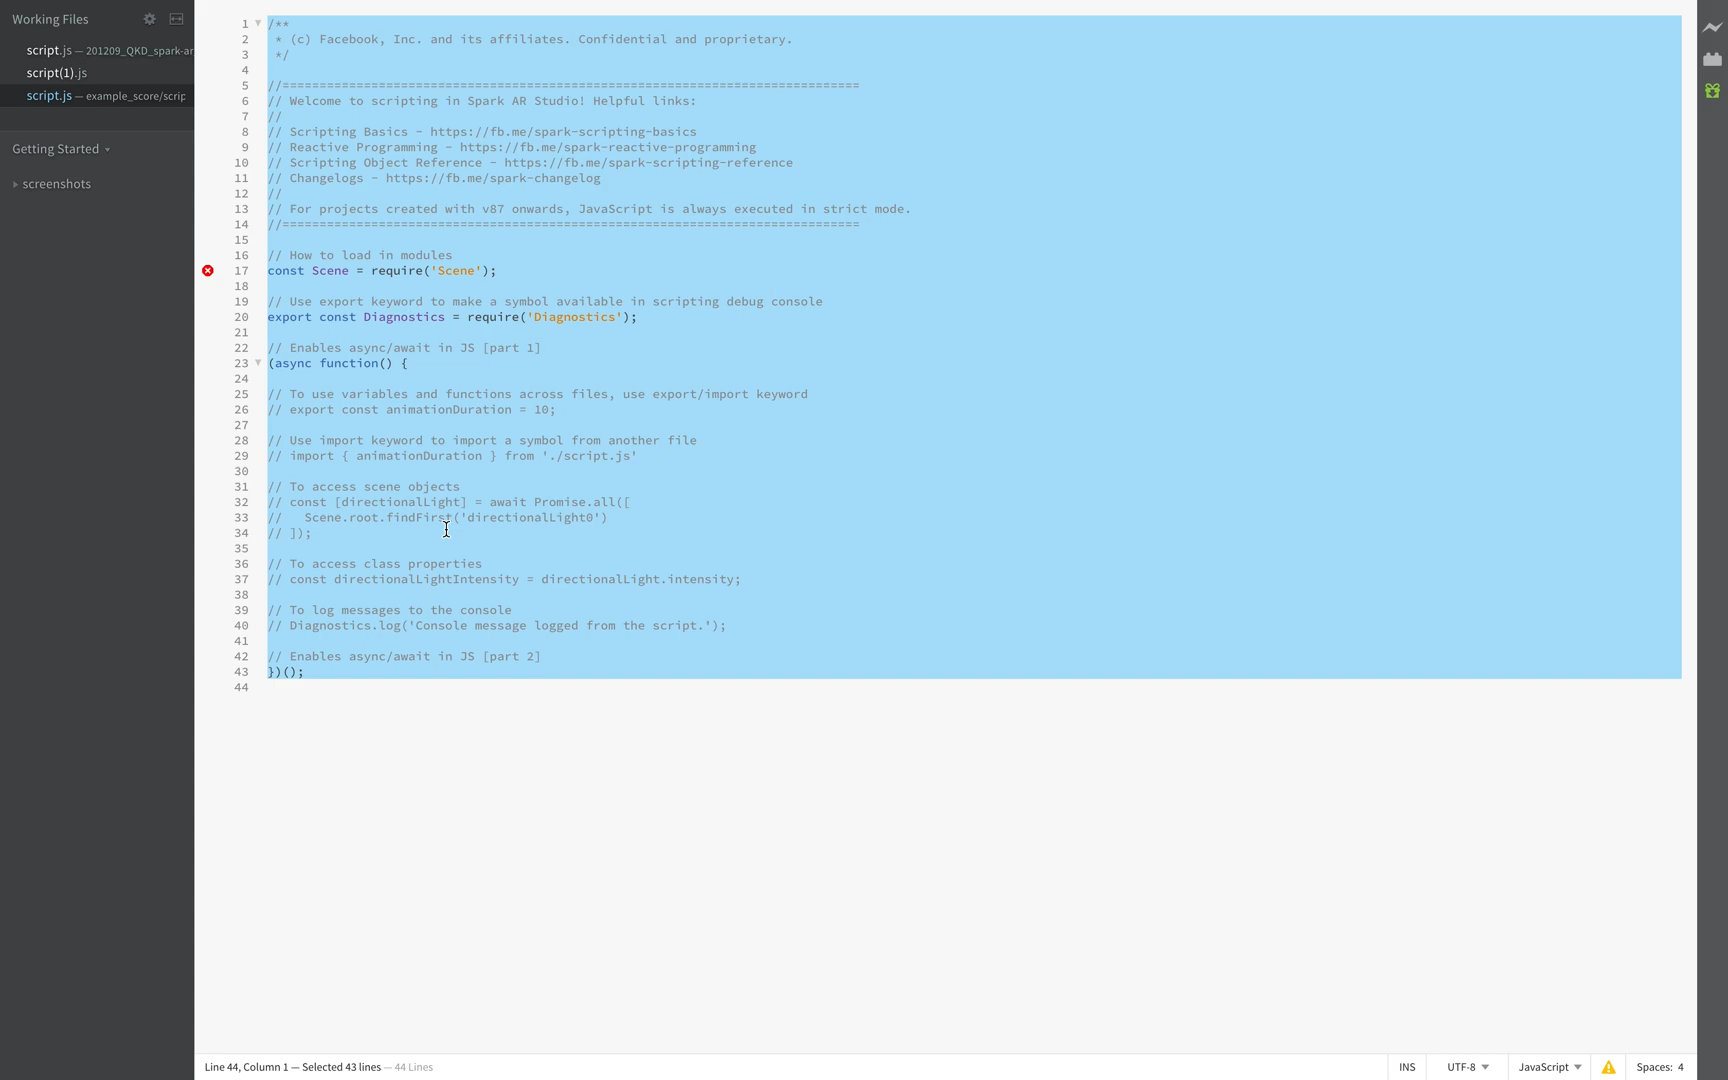 Working Files
script.js — 201209_QKD_spark-ar
script(1).js
script.js — example_score/scrip
Getting Started
screenshots
1 /**
2  * (c) Facebook, Inc. and its affiliates. Confidential and proprietary.
3  */
4
5 //==============================================================================
6 // Welcome to scripting in Spark AR Studio! Helpful links:
7 //
8 // Scripting Basics - https://fb.me/spark-scripting-basics
9 // Reactive Programming - https://fb.me/spark-reactive-programming
10 // Scripting Object Reference - https://fb.me/spark-scripting-reference
11 // Changelogs - https://fb.me/spark-changelog
12 //
13 // For projects created with v87 onwards, JavaScript is always executed in strict mode.
14 //==============================================================================
15
16 // How to load in modules
17 const Scene = require('Scene');
18
19 // Use export keyword to make a symbol available in scripting debug console
20 export const Diagnostics = require('Diagnostics');
21
22 // Enables async/await in JS [part 1]
23 (async function() {
24
25 // To use variables and functions across files, use export/import keyword
26 // export const animationDuration = 10;
27
28 // Use import keyword to import a symbol from another file
29 // import { animationDuration } from './script.js'
30
31 // To access scene objects
32 // const [directionalLight] = await Promise.all([
33 //   Scene.root.findFirst('directionalLight0')
34 // ]);
35
36 // To access class properties
37 // const directionalLightIntensity = directionalLight.intensity;
38
39 // To log messages to the console
40 // Diagnostics.log('Console message logged from the script.');
41
42 // Enables async/await in JS [part 2]
43 })();
44
Line 44, Column 1 — Selected 43 lines — 44 Lines
INS
UTF-8
JavaScript
Spaces: 4